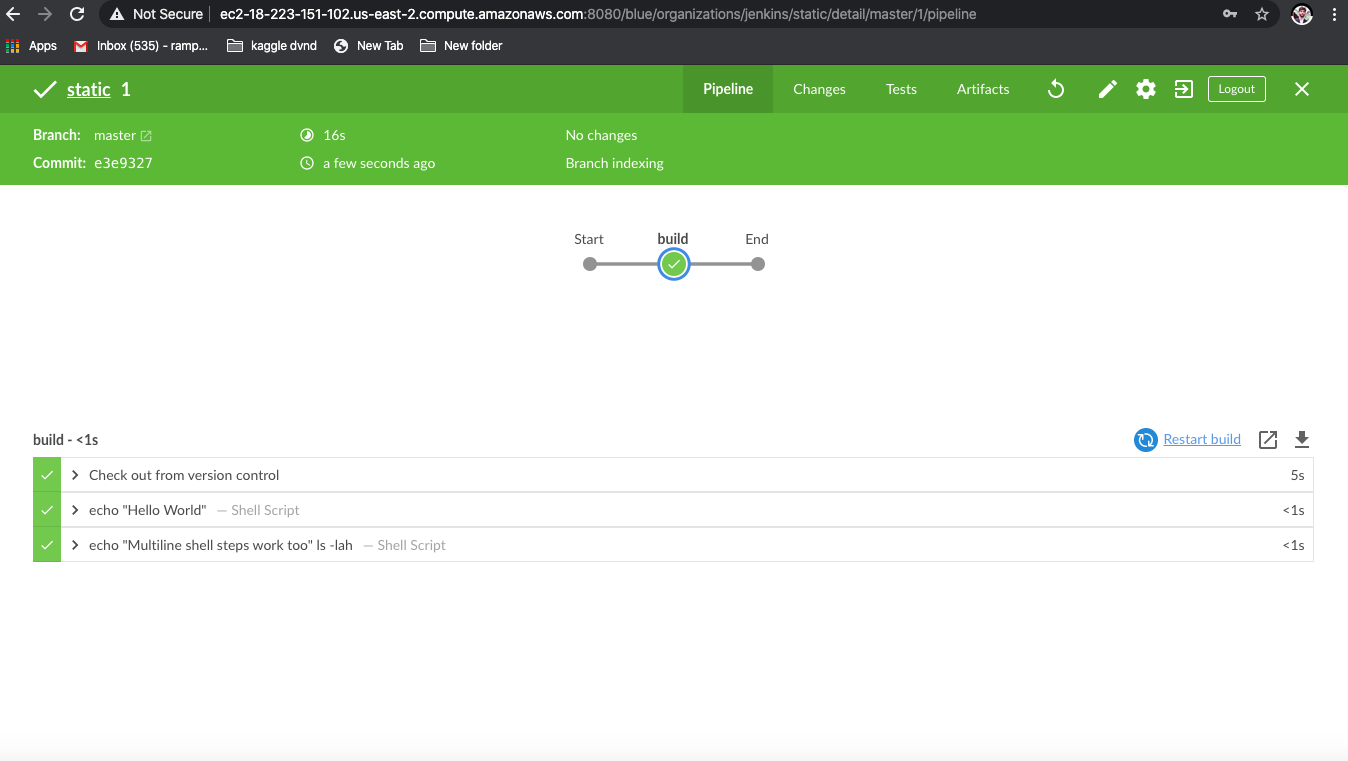 Not Secure ec2-18-223-151-102.us-east-2.compute.amazonaws.com:8080/blue/organizations/jenkins/static/detail/master/1/pipeline
Apps Inbox (535) - ramp... kaggle dvnd New Tab New folder
static 1 Pipeline Changes Tests Artifacts Logout
Branch: master 16s No changes
Commit: e3e9327 a few seconds ago Branch indexing
Start build End
build - <1s Restart build
Check out from version control 5s
echo "Hello World" — Shell Script <1s
echo "Multiline shell steps work too" ls -lah — Shell Script <1s